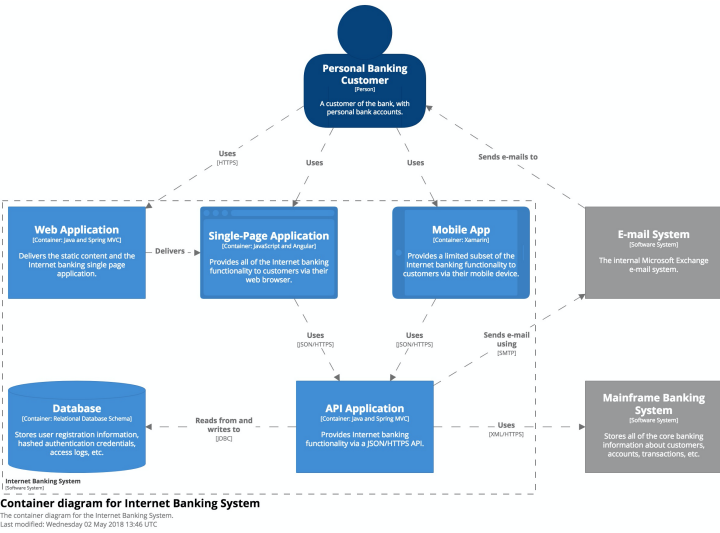 Personal Banking
Customer
[Person]
A customer of the bank, with
personal bank accounts.
Uses
[HTTPS]
Uses
Uses
Sends e-mails to
Web Application
[Container: Java and Spring MVC]
Delivers the static content and the
Internet banking single page
application.
Delivers
Single-Page Application
[Container: JavaScript and Angular]
Provides all of the Internet banking
functionality to customers via their
web browser.
Mobile App
[Container: Xamarin]
Provides a limited subset of the
Internet banking functionality to
customers via their mobile device.
E-mail System
[Software System]
The internal Microsoft Exchange
e-mail system.
Uses
[JSON/HTTPS]
Uses
[JSON/HTTPS]
Sends e-mail
using
[SMTP]
Database
[Container: Relational Database Schema]
Stores user registration information,
hashed authentication credentials,
access logs, etc.
Reads from and
writes to
[JDBC]
API Application
[Container: Java and Spring MVC]
Provides Internet banking
functionality via a JSON/HTTPS API.
Uses
[XML/HTTPS]
Mainframe Banking
System
[Software System]
Stores all of the core banking
information about customers,
accounts, transactions, etc.
Internet Banking System
[Software System]
Container diagram for Internet Banking System
The container diagram for the Internet Banking System.
Last modified: Wednesday 02 May 2018 13:46 UTC